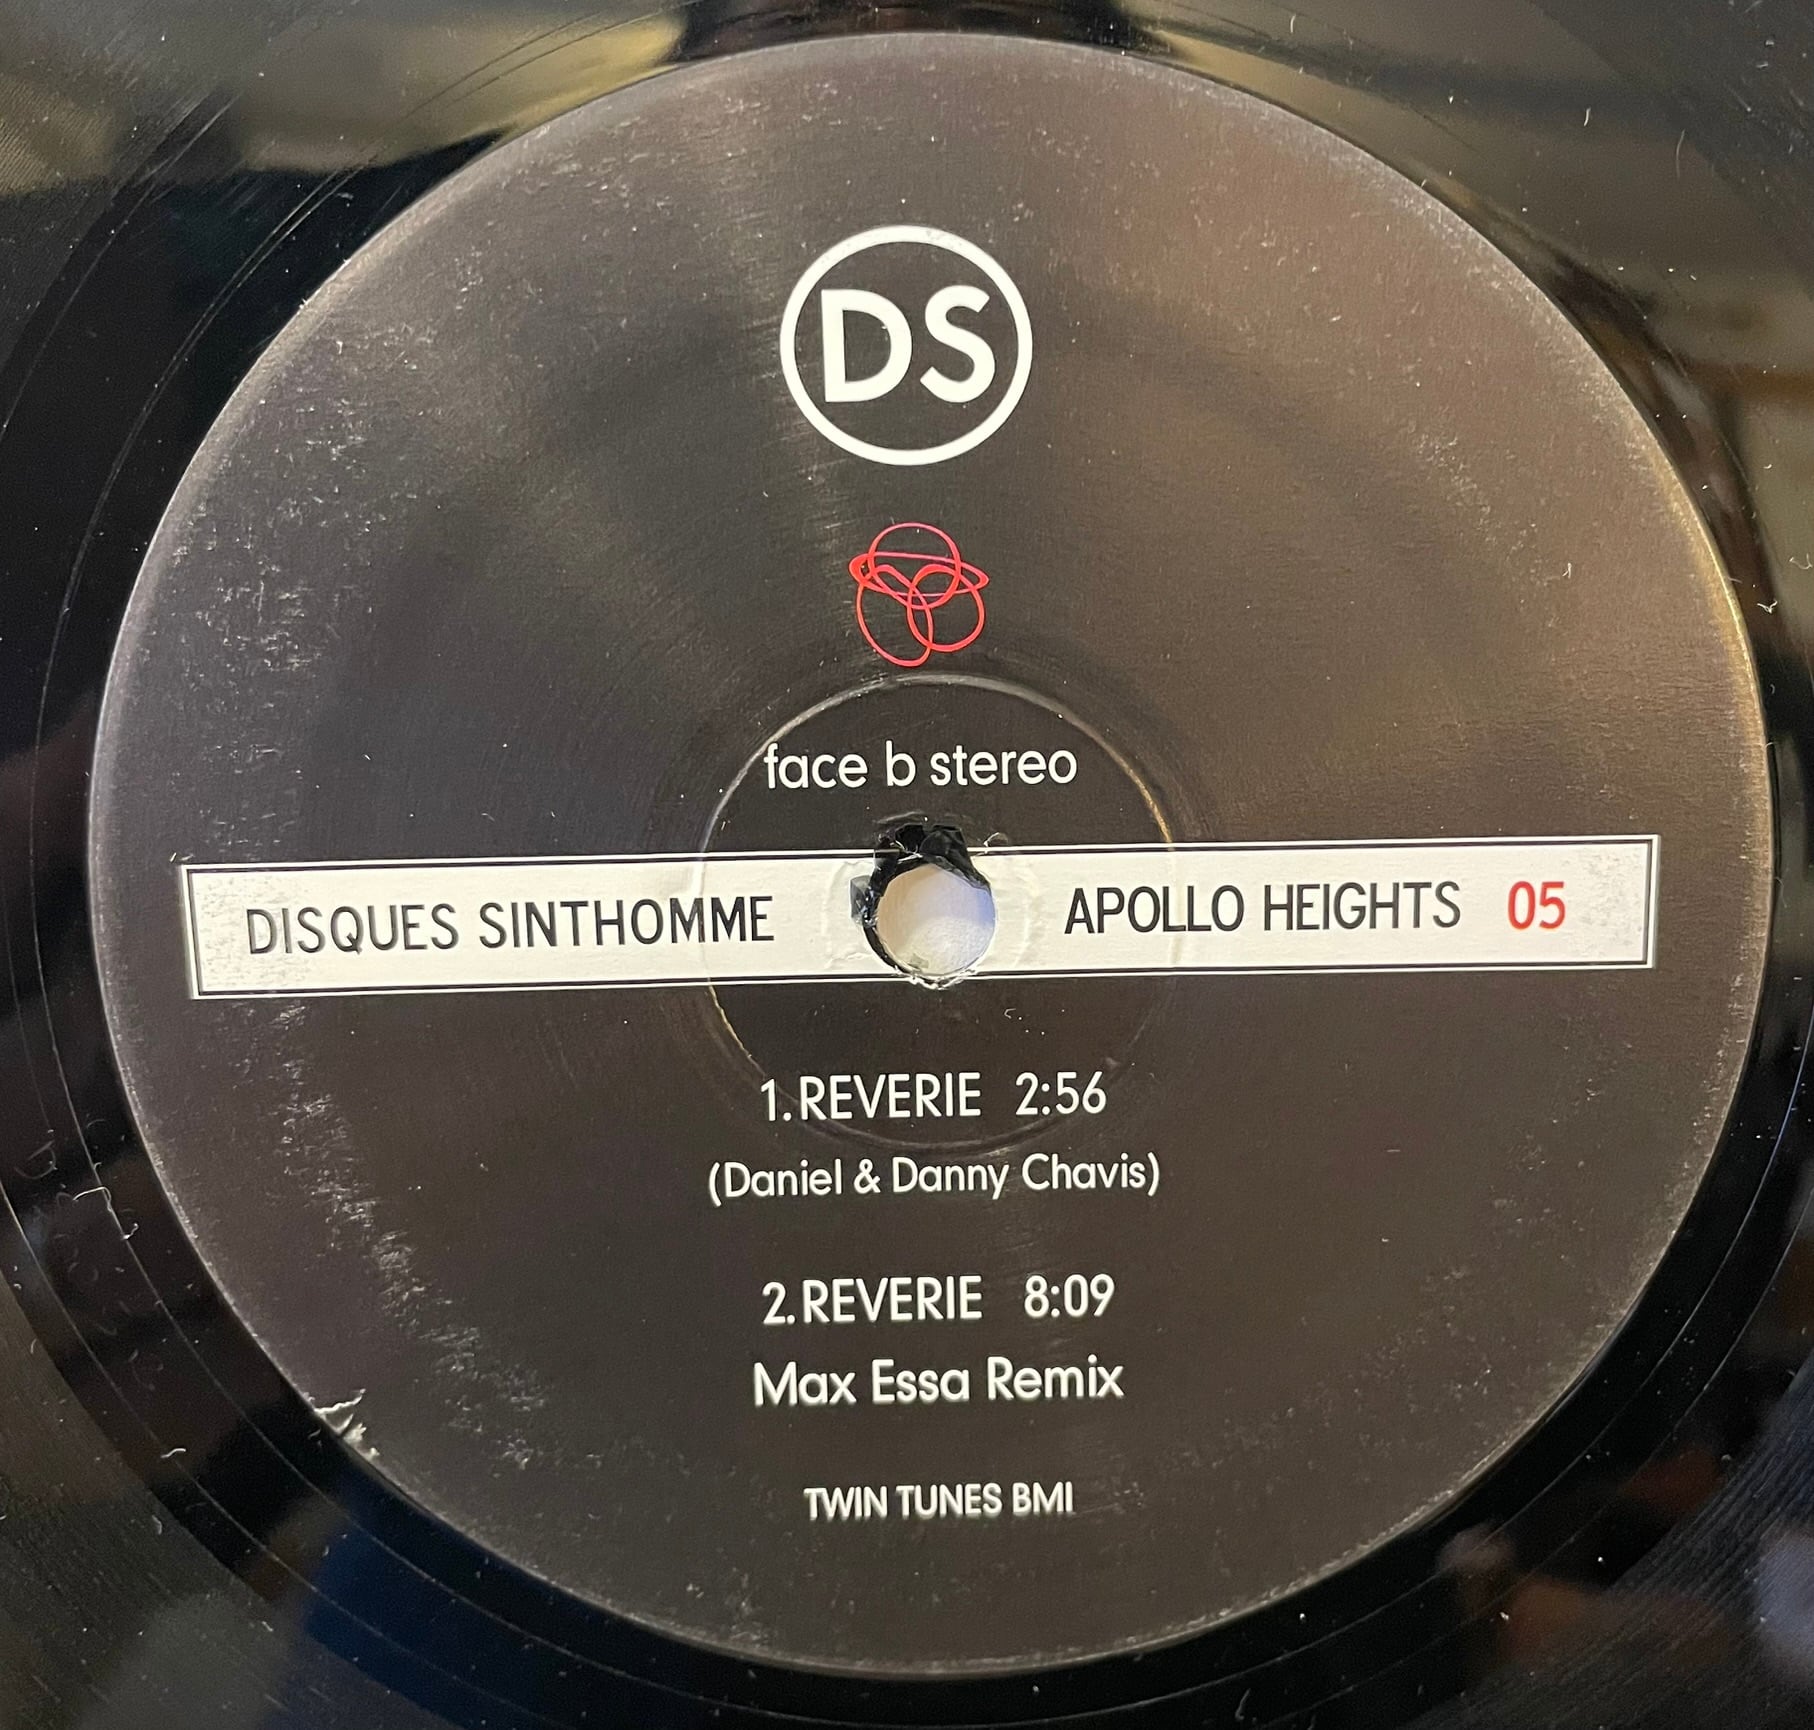 DS
face b stereo
DISQUES SINTHOMME APOLLO HEIGHTS 05
1. REVERIE 2:56
(Daniel & Danny Chavis)
2. REVERIE 8:09
Max Essa Remix
TWIN TUNES BMI